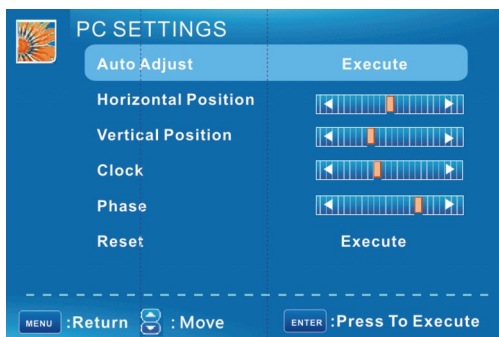 PC SETTINGS
Auto Adjust Execute
Horizontal Position
Vertical Position
Clock
Phase
Reset Execute
MENU :Return : Move ENTER :Press To Execute